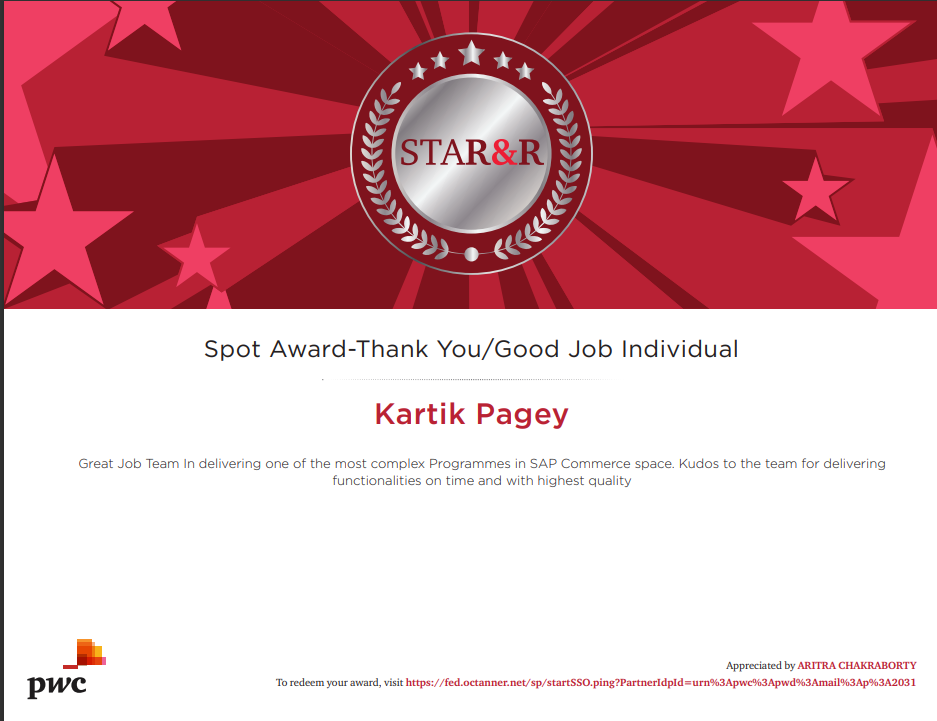 STAR&R
Spot Award-Thank You/Good Job Individual
Kartik Pagey
Great Job Team In delivering one of the most complex Programmes in SAP Commerce space. Kudos to the team for delivering
functionalities on time and with highest quality
pwc
Appreciated by ARITRA CHAKRABORTY
To redeem your award, visit https://fed.octanner.net/sp/startSSO.ping?PartnerIdpId=urn%3Apwc%3Apwd%3Amail%3Ap%3A2031